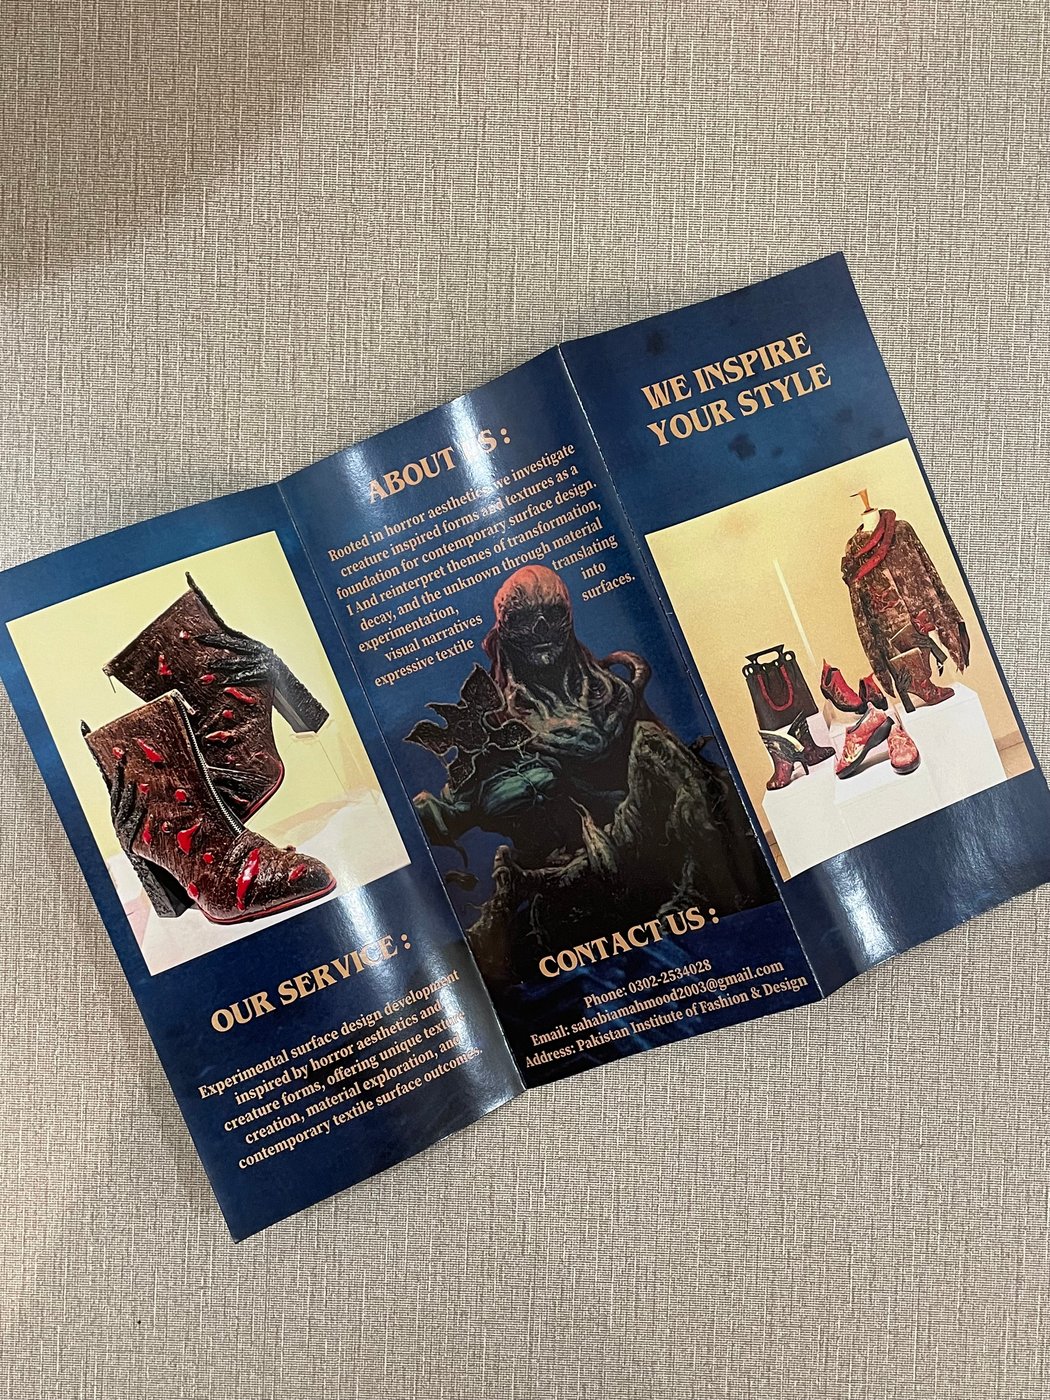 OUR SERVICE :
Experimental surface design development
inspired by horror aesthetics and
creature forms, offering unique texture
creation, material exploration, and
contemporary textile surface outcomes.
ABOUT US :
Rooted in horror aesthetics, we investigate
creature inspired forms and textures as a
foundation for contemporary surface design.
I And reinterpret themes of transformation,
decay, and the unknown through material
experimentation, translating
visual narratives into
expressive textile surfaces.
CONTACT US :
Phone: 0302-2534028
Email: sahabiamahmood2003@gmail.com
Address: Pakistan Institute of Fashion & Design
WE INSPIRE
YOUR STYLE